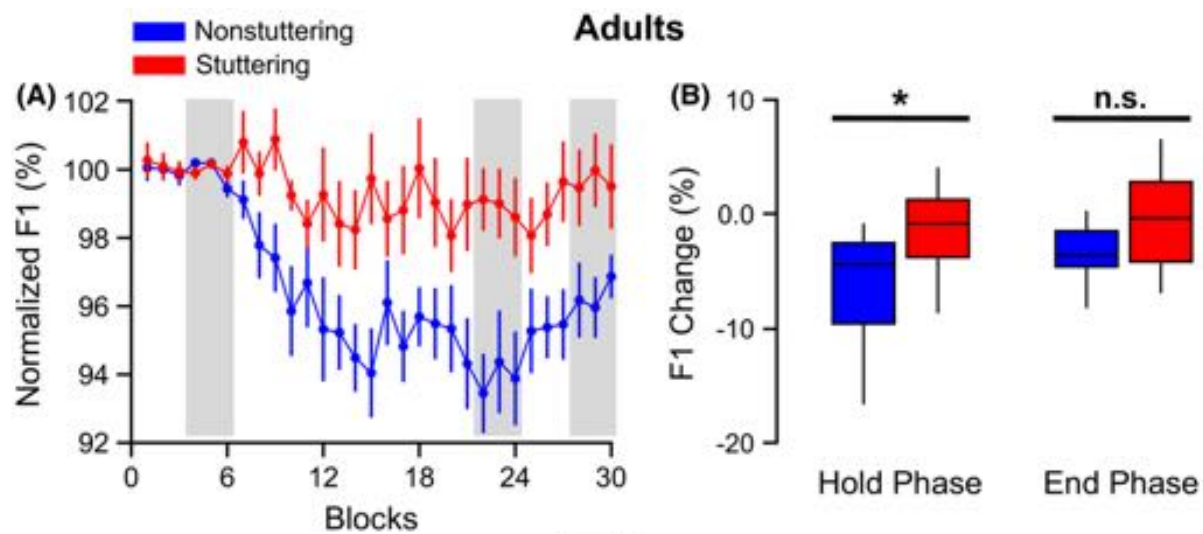 Adults
Nonstuttering
Stuttering
(A)
Normalized F1 (%)
102
100
98
96
94
92
0
6
12
18
24
30
Blocks
(B)
F1 Change (%)
10
0.0
-10
-20
*
n.s.
Hold Phase
End Phase